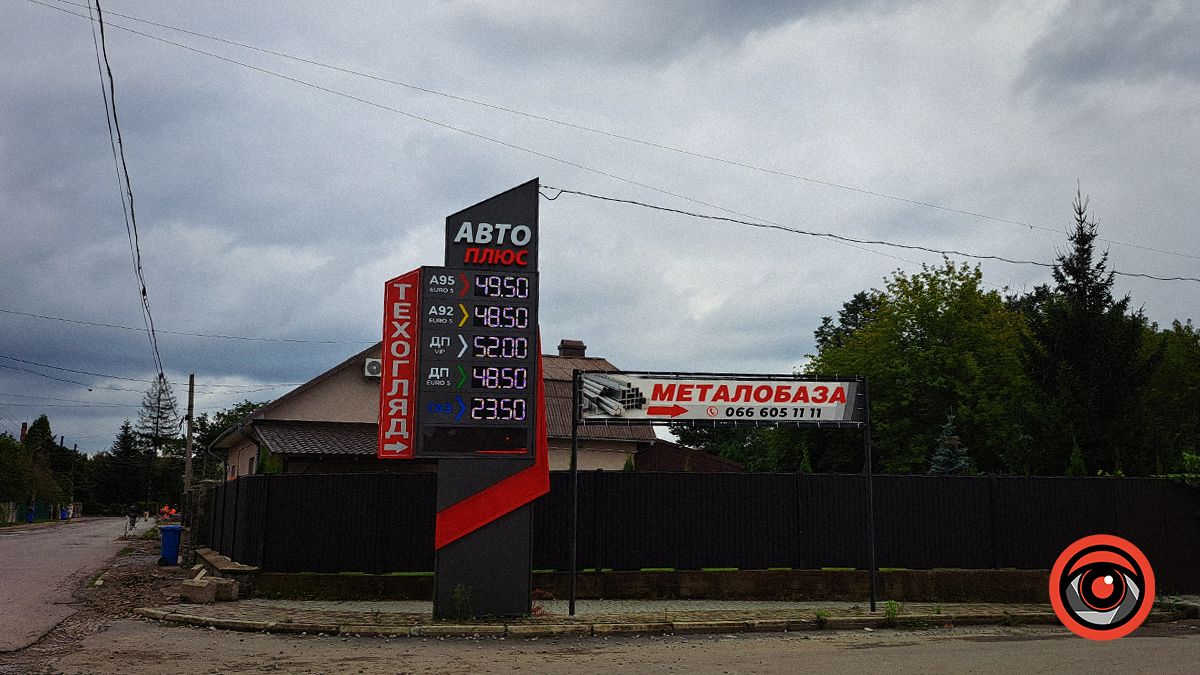 АВТО
ПЛЮС
ТЕХОГЛЯД
А95 49.50
EURO 5
А92 48.50
EURO 5
ДП 52.00
VIP
ДП 48.50
EURO 5
ГАЗ 23.50
МЕТАЛОБАЗА
066 605 11 11